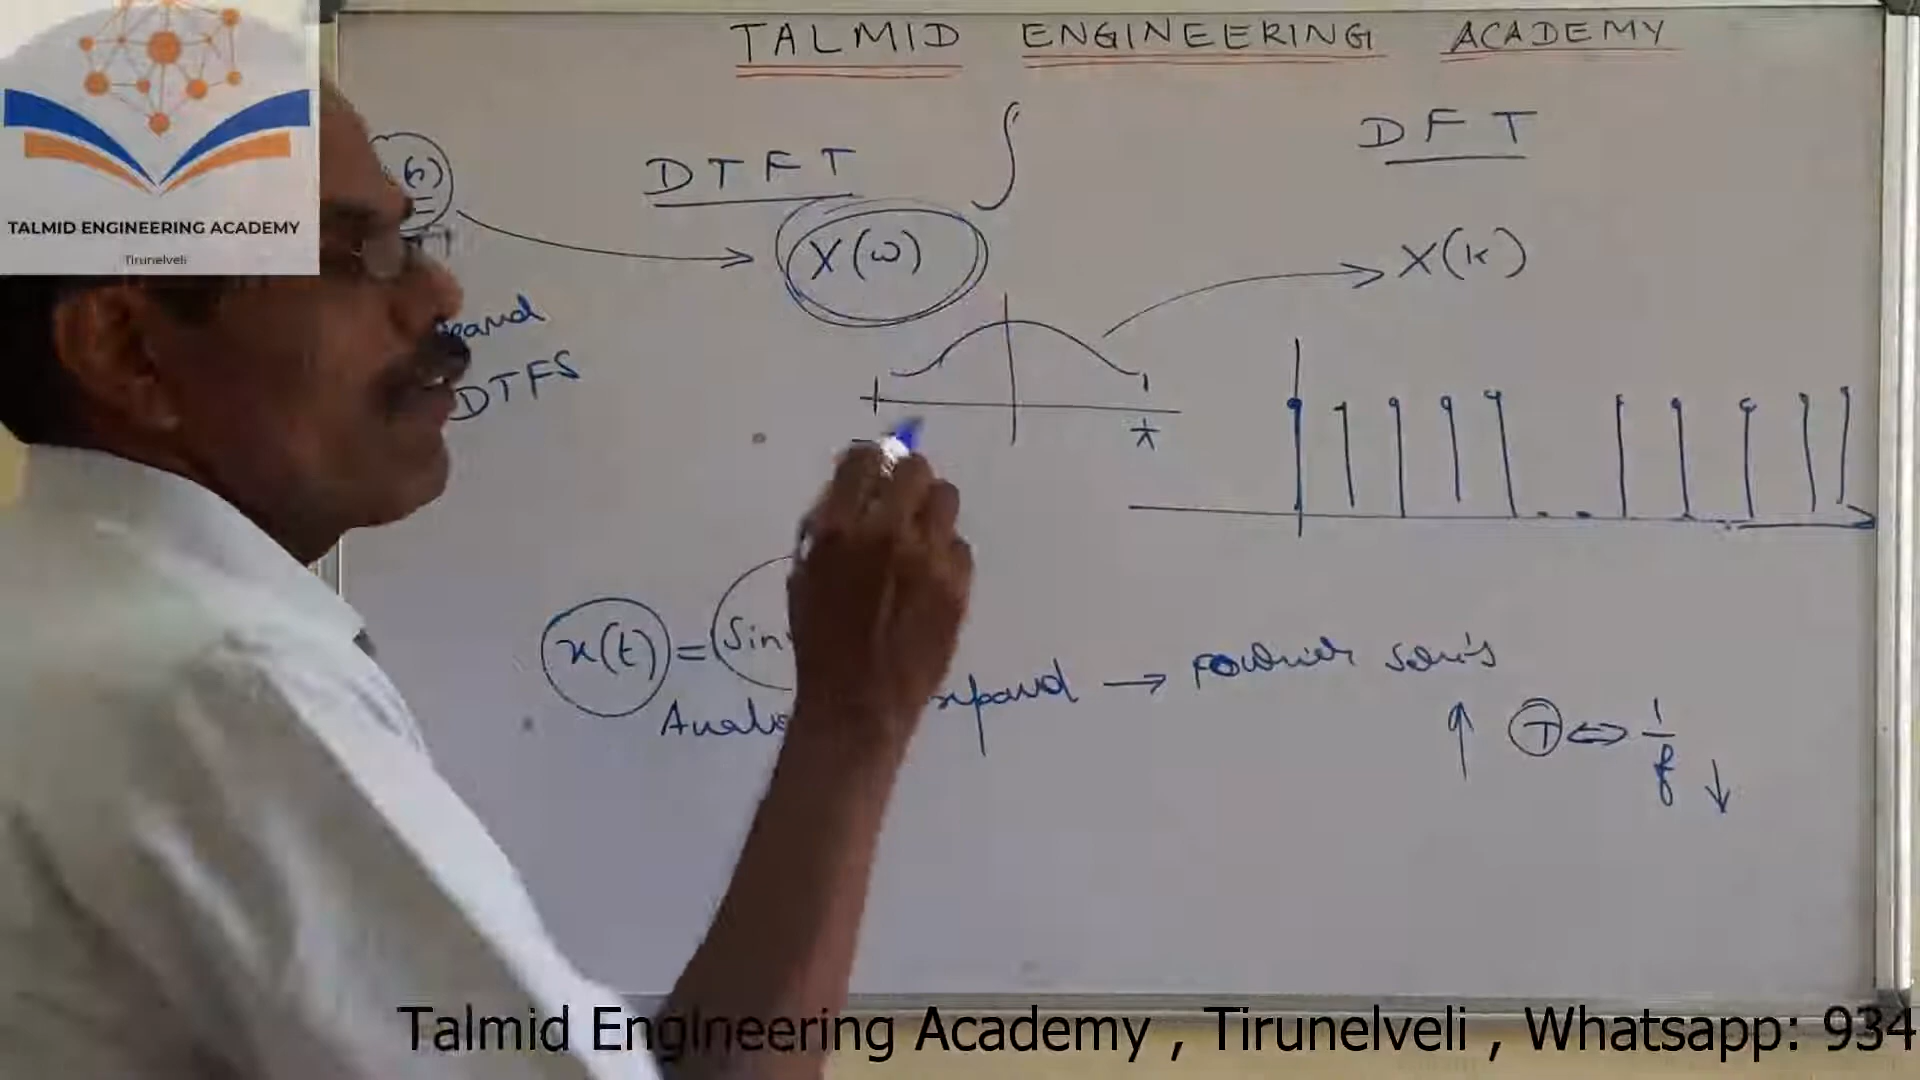 TALMID ENGINEERING ACADEMY
DTFT
DFT
X(ω)
X(k)
DTFS
π
x(t) = Sin
→ Fourier Series
↑ T ⇔ 1/f ↓
TALMID ENGINEERING ACADEMY
Tirunelveli
Talmid Engineering Academy , Tirunelveli , Whatsapp: 934